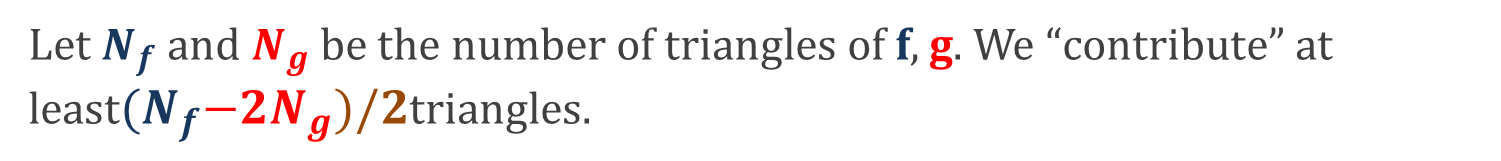 Let N_f and N_g be the number of triangles of f, g. We “contribute” at
least(N_f−2N_g)/2triangles.